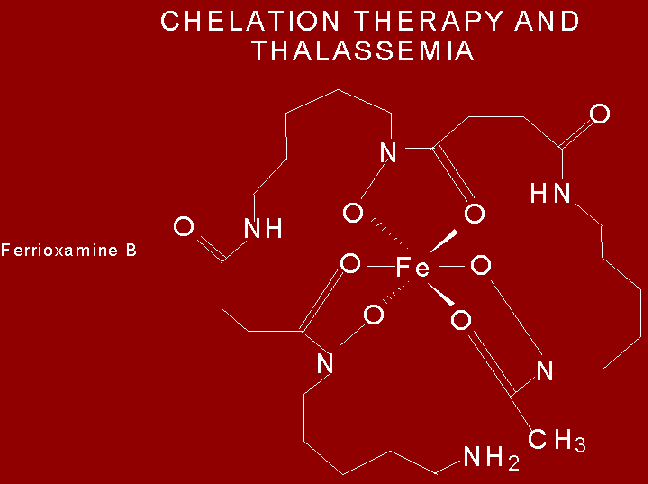 CHELATION THERAPY AND
THALASSEMIA
O
N
HN
O
O
O
NH
Ferrioxamine B
O
Fe
O
O
O
N
N
CH3
NH2